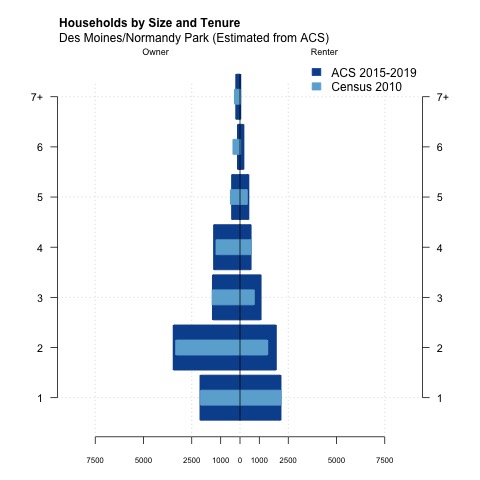 Households by Size and Tenure
Des Moines/Normandy Park (Estimated from ACS)
Owner Renter
ACS 2015-2019
Census 2010
7+ 7+
6 6
5 5
4 4
3 3
2 2
1 1
7500 5000 2500 1000 0 1000 2500 5000 7500